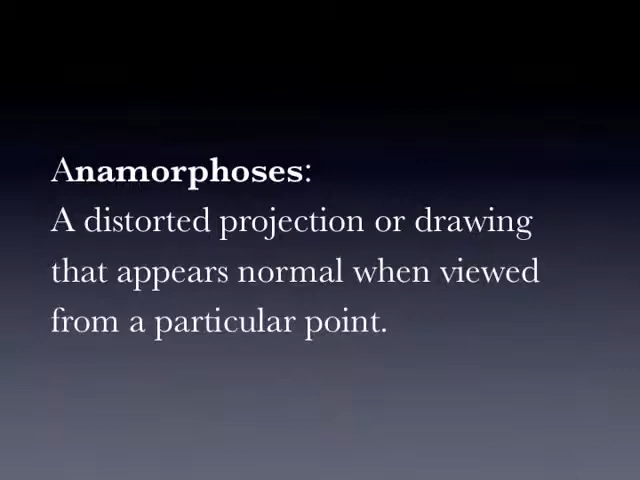 Anamorphoses:
A distorted projection or drawing
that appears normal when viewed
from a particular point.